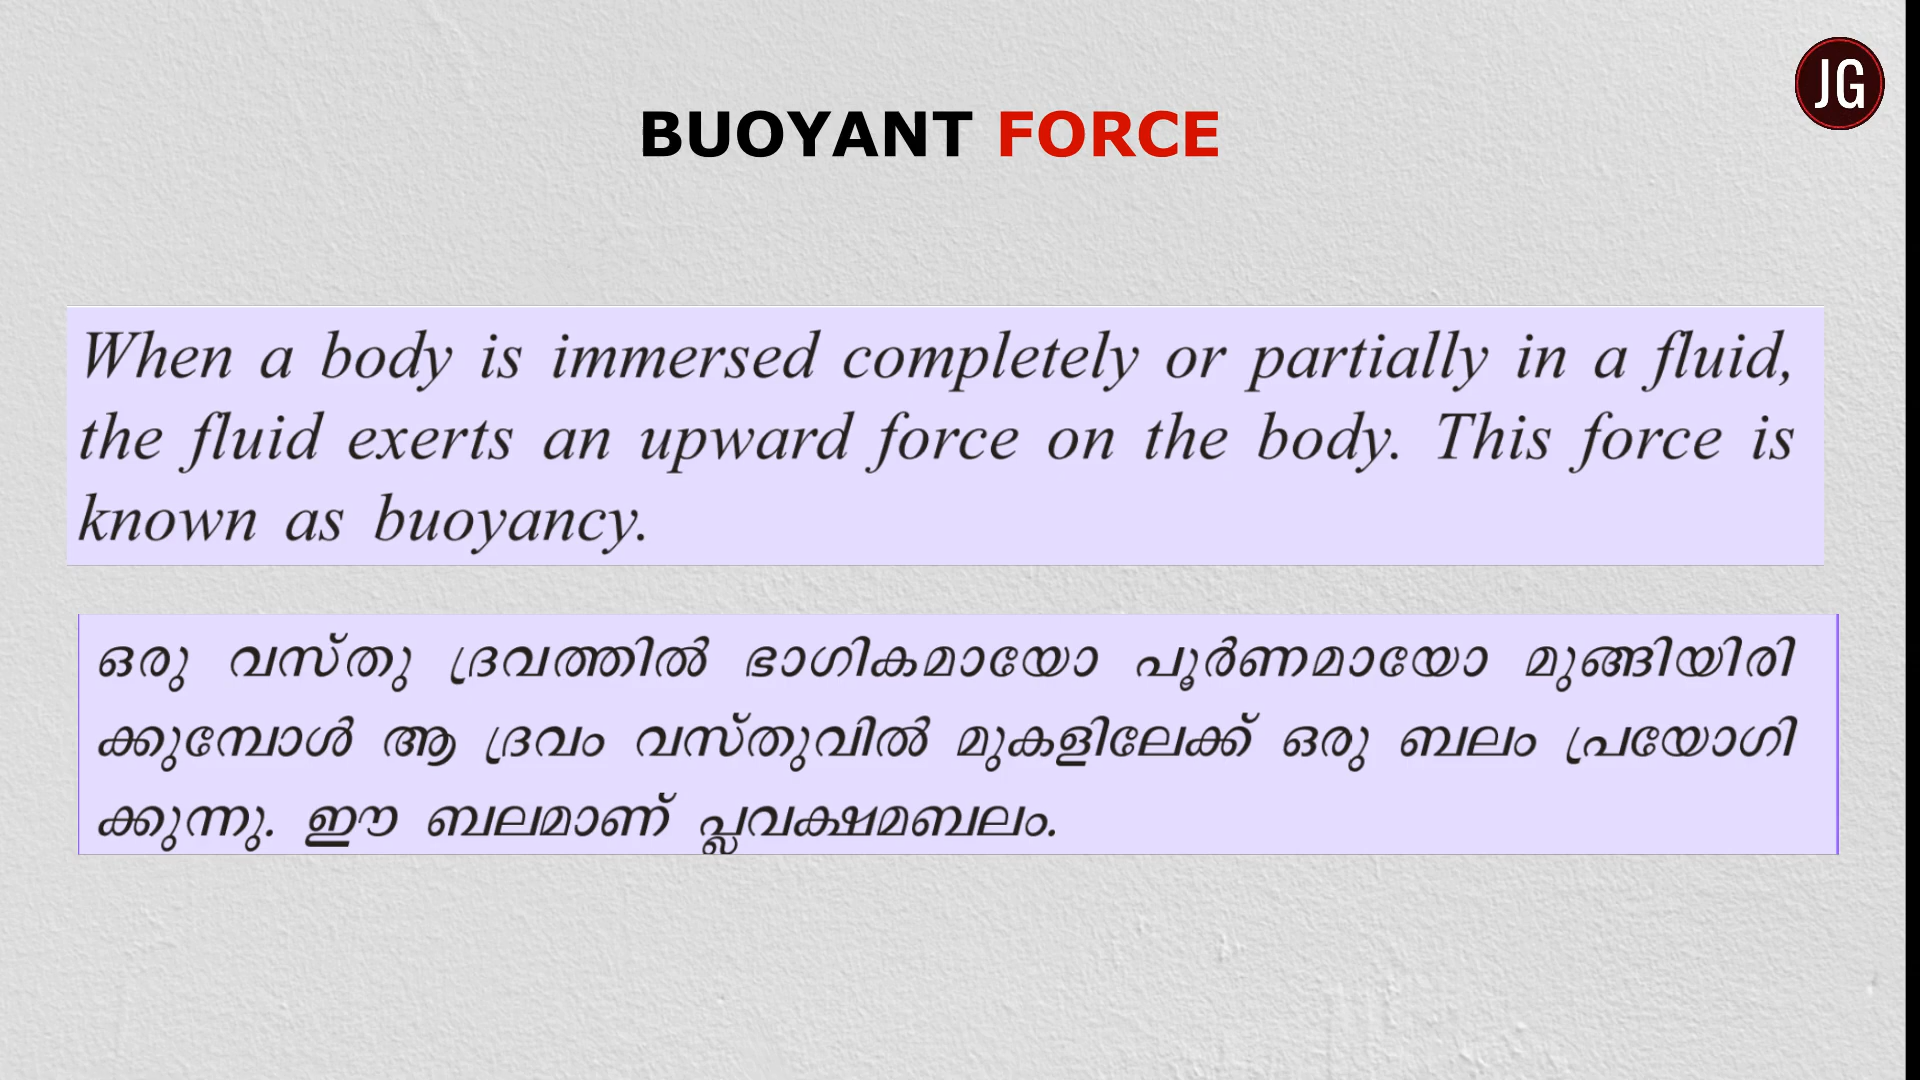 JG
BUOYANT FORCE
When a body is immersed completely or partially in a fluid,
the fluid exerts an upward force on the body. This force is
known as buoyancy.
ഒരു വസ്തു ദ്രവത്തിൽ ഭാഗികമായോ പൂർണമായോ മുങ്ങിയിരി
ക്കുമ്പോൾ ആ ദ്രവം വസ്തുവിൽ മുകളിലേക്ക് ഒരു ബലം പ്രയോഗി
ക്കുന്നു. ഈ ബലമാണ് പ്ലവക്ഷമബലം.